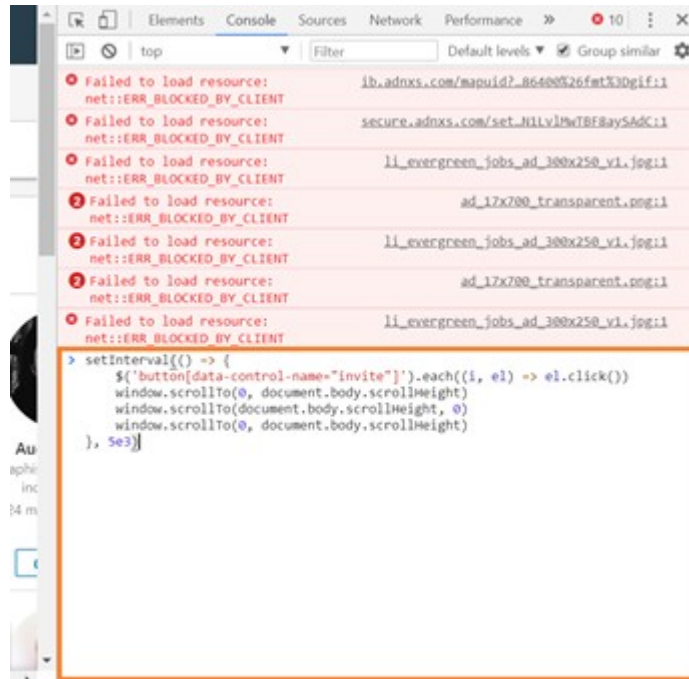 Elements Console Sources Network Performance » 10
top Filter Default levels ▼ Group similar
Failed to load resource: ib.adnxs.com/mapuid?…86400%26fmt%3Dgif:1
net::ERR_BLOCKED_BY_CLIENT
Failed to load resource: secure.adnxs.com/set…N1LvlMwTBF8aySAdC:1
net::ERR_BLOCKED_BY_CLIENT
Failed to load resource: li_evergreen_jobs_ad_300x250_v1.jpg:1
net::ERR_BLOCKED_BY_CLIENT
2 Failed to load resource: ad_17x700_transparent.png:1
net::ERR_BLOCKED_BY_CLIENT
2 Failed to load resource: li_evergreen_jobs_ad_300x250_v1.jpg:1
net::ERR_BLOCKED_BY_CLIENT
2 Failed to load resource: ad_17x700_transparent.png:1
net::ERR_BLOCKED_BY_CLIENT
Failed to load resource: li_evergreen_jobs_ad_300x250_v1.jpg:1
net::ERR_BLOCKED_BY_CLIENT
> setInterval(() => {
$('button[data-control-name="invite"]').each((i, el) => el.click())
window.scrollTo(0, document.body.scrollHeight)
window.scrollTo(document.body.scrollHeight, 0)
window.scrollTo(0, document.body.scrollHeight)
}, 5e3)
Au
aphi
inc
24 m